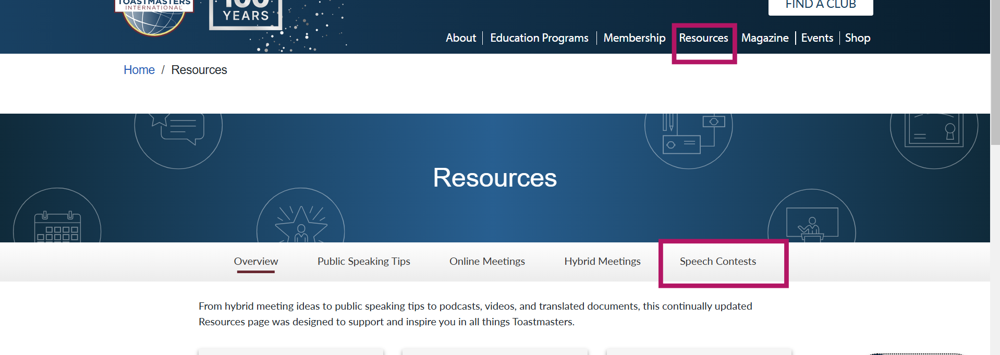 TOASTMASTERS
INTERNATIONAL
100
YEARS
FIND A CLUB
About
Education Programs
Membership
Resources
Magazine
Events
Shop
Home / Resources
Resources
Overview
Public Speaking Tips
Online Meetings
Hybrid Meetings
Speech Contests
From hybrid meeting ideas to public speaking tips to podcasts, videos, and translated documents, this continually updated
Resources page was designed to support and inspire you in all things Toastmasters.